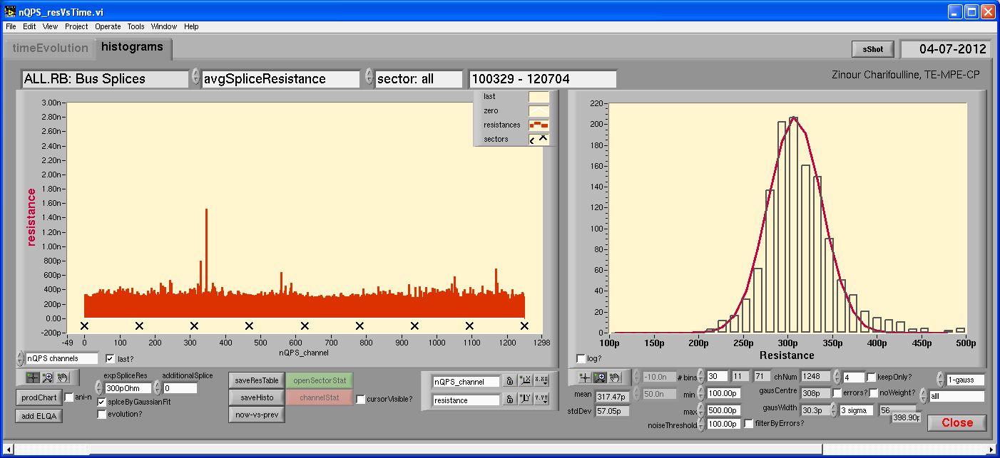 nQPS_resVsTime.vi
File Edit View Project Operate Tools Window Help
timeEvolution histograms
sShot 04-07-2012
ALL.RB: Bus Splices avgSpliceResistance sector: all 100329 - 120704
Zinour Charifoulline, TE-MPE-CP
last
zero
resistances
sectors
resistance
3.00n
2.80n
2.60n
2.40n
2.20n
2.00n
1.80n
1.60n
1.40n
1.20n
1.00n
800p
600p
400p
200p
0.00
-200p
-49 0 100 200 300 400 500 600 700 800 900 1000 1100 1200 1298
nQPS_channel
220
200
180
160
140
120
100
80
60
40
20
0
100p 150p 200p 250p 300p 350p 400p 450p 500p
Resistance
nQPS channels last?
log?
expSpliceRes additionalSplice
300pOhm 0
prodChart ani-n
spliceByGaussianFit
add ELQA evolution?
saveResTable openSectorStat
saveHisto channelStat cursorVisible?
now-vs-prev
nQPS_channel
resistance
-10.0n # bins 30 11 71 chNum 1248 4 keepOnly? 1-gauss
50.0n min 100.00p gausCentre 308p errors? noWeight? alll
mean 317.47p
stdDev 57.05p max 500.00p gausWidth 30.3p 3 sigma 56
398.90p
noiseThreshold 100.00p filterByErrors?
Close